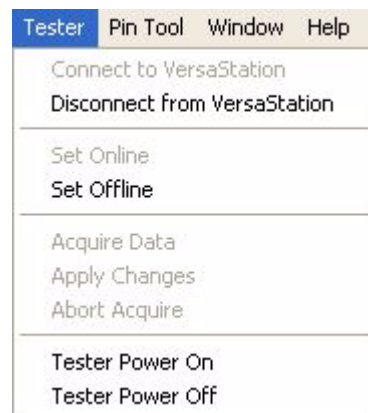 Tester Pin Tool Window Help
Connect to VersaStation
Disconnect from VersaStation
Set Online
Set Offline
Acquire Data
Apply Changes
Abort Acquire
Tester Power On
Tester Power Off